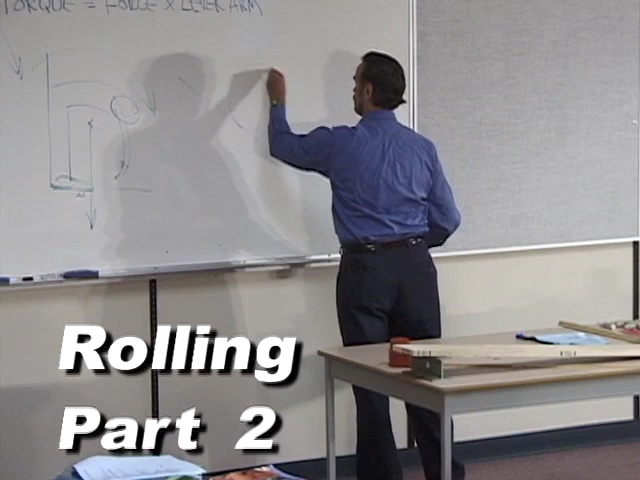 TORQUE = FORCE x LEVER ARM
Rolling
Part 2